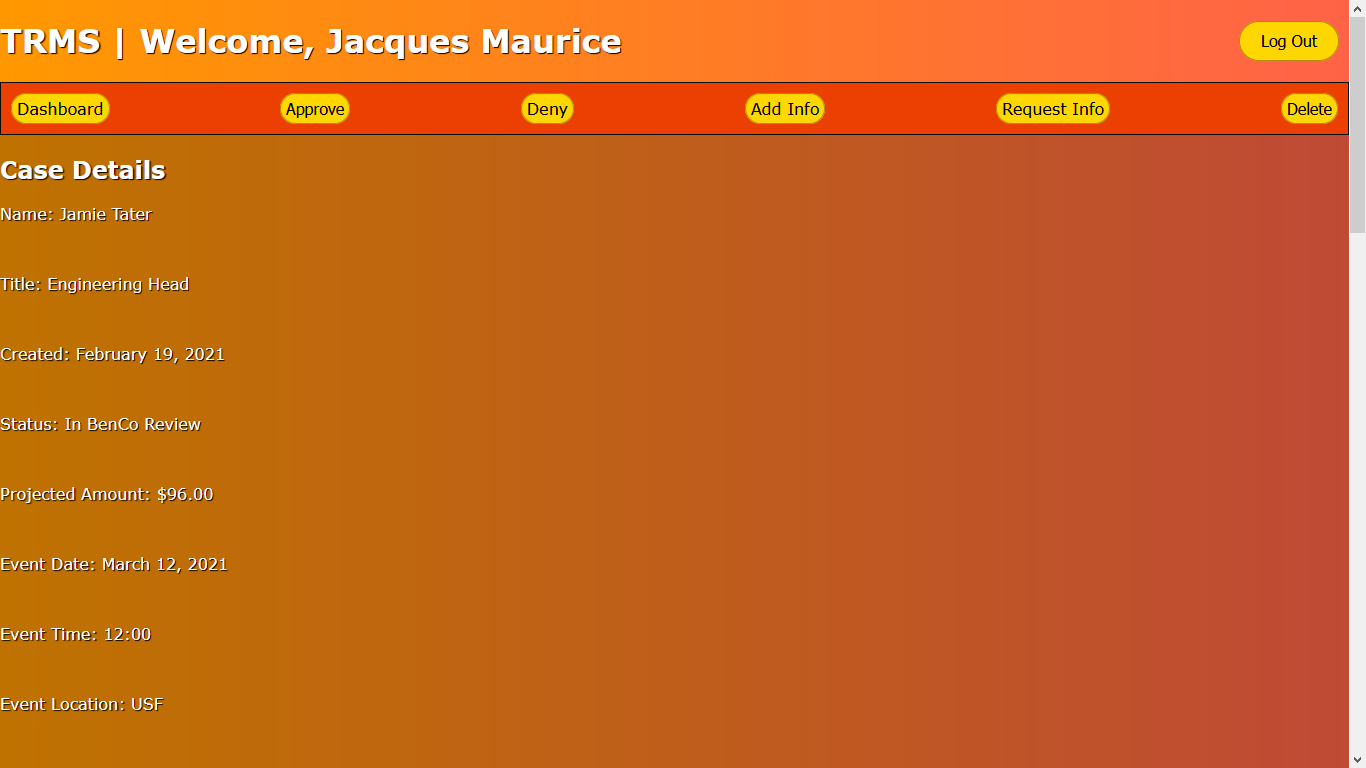 TRMS | Welcome, Jacques Maurice
Log Out
Dashboard
Approve
Deny
Add Info
Request Info
Delete
Case Details
Name: Jamie Tater
Title: Engineering Head
Created: February 19, 2021
Status: In BenCo Review
Projected Amount: $96.00
Event Date: March 12, 2021
Event Time: 12:00
Event Location: USF